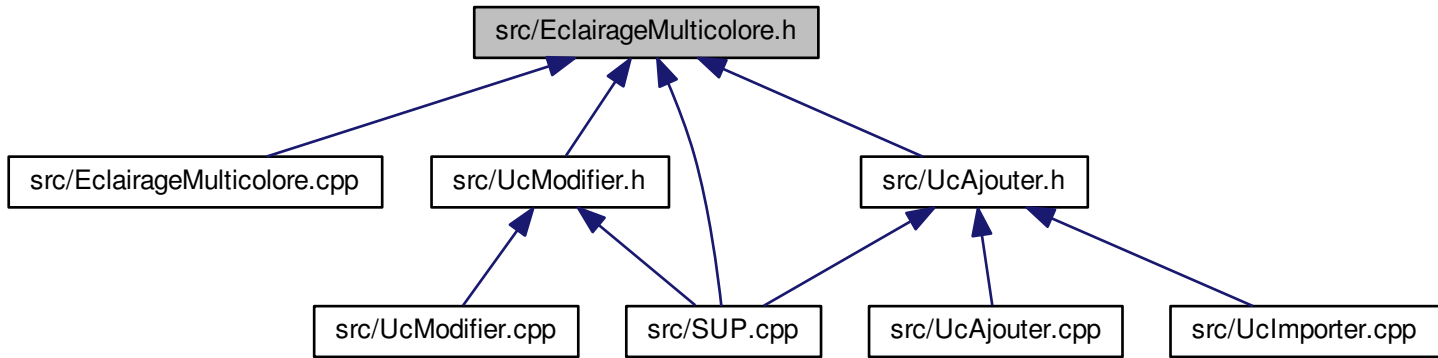 src/EclairageMulticolore.h
src/EclairageMulticolore.cpp
src/UcModifier.h
src/UcAjouter.h
src/UcModifier.cpp
src/SUP.cpp
src/UcAjouter.cpp
src/UcImporter.cpp